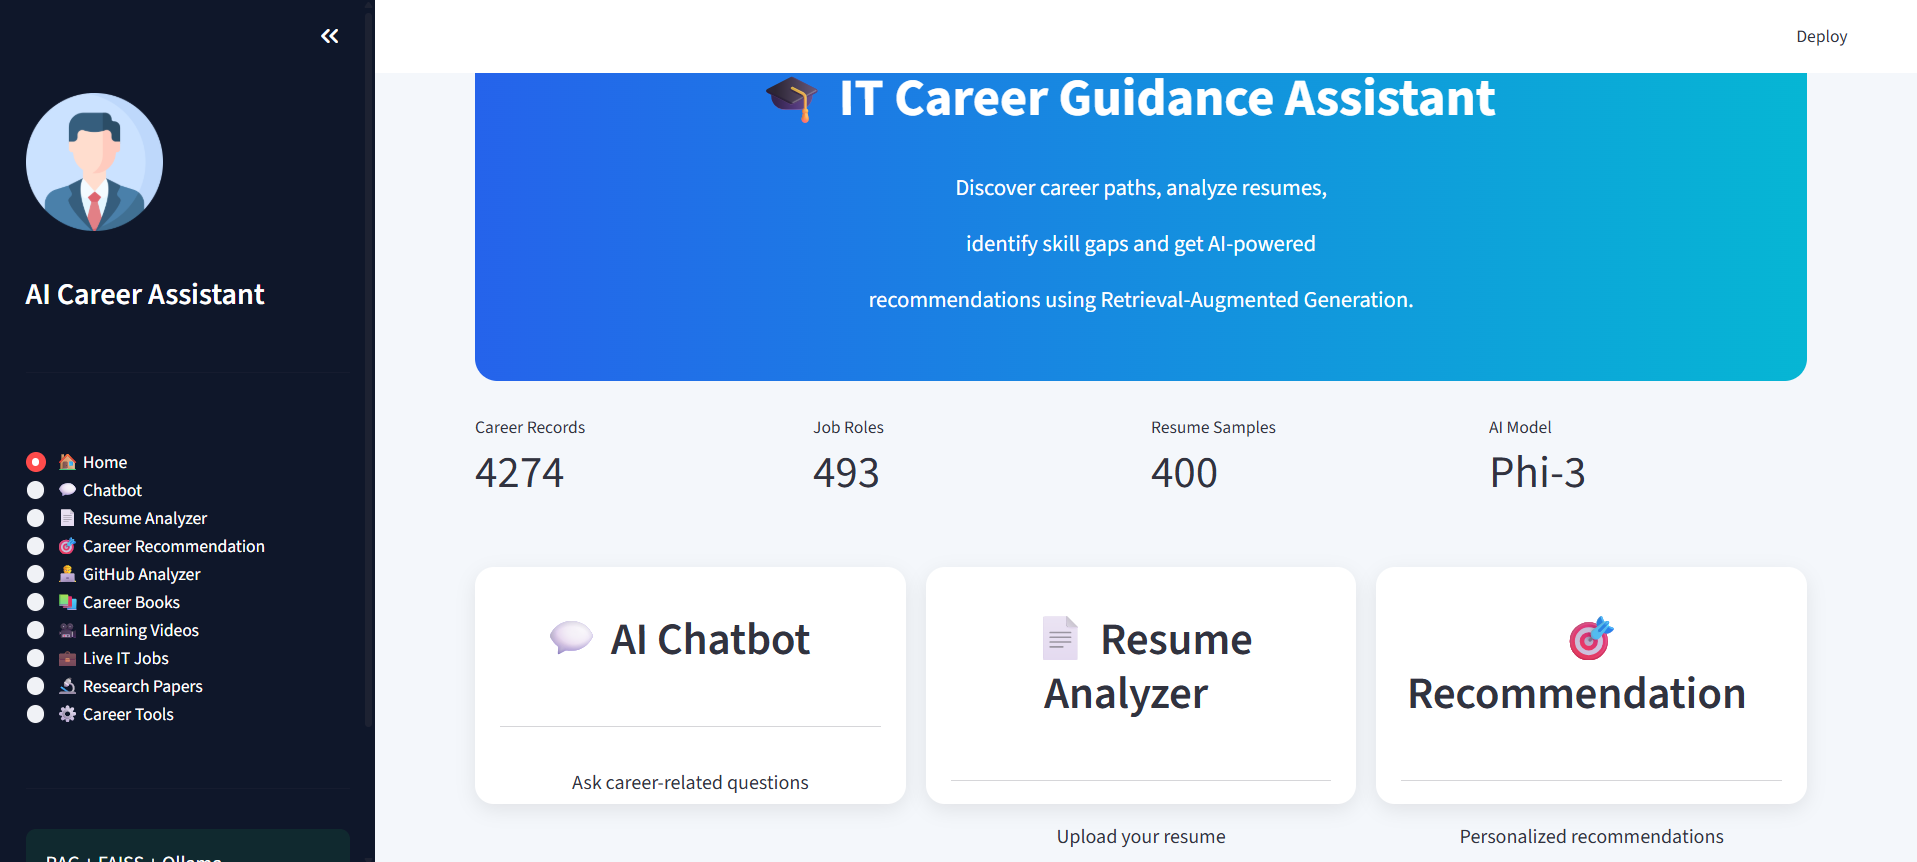 AI Career Assistant
Home
Chatbot
Resume Analyzer
Career Recommendation
GitHub Analyzer
Career Books
Learning Videos
Live IT Jobs
Research Papers
Career Tools
RAG + FAISS + Ollama
Deploy
IT Career Guidance Assistant
Discover career paths, analyze resumes,
identify skill gaps and get AI-powered
recommendations using Retrieval-Augmented Generation.
Career Records
4274
Job Roles
493
Resume Samples
400
AI Model
Phi-3
AI Chatbot
Ask career-related questions
Resume
Analyzer
Upload your resume
Recommendation
Personalized recommendations